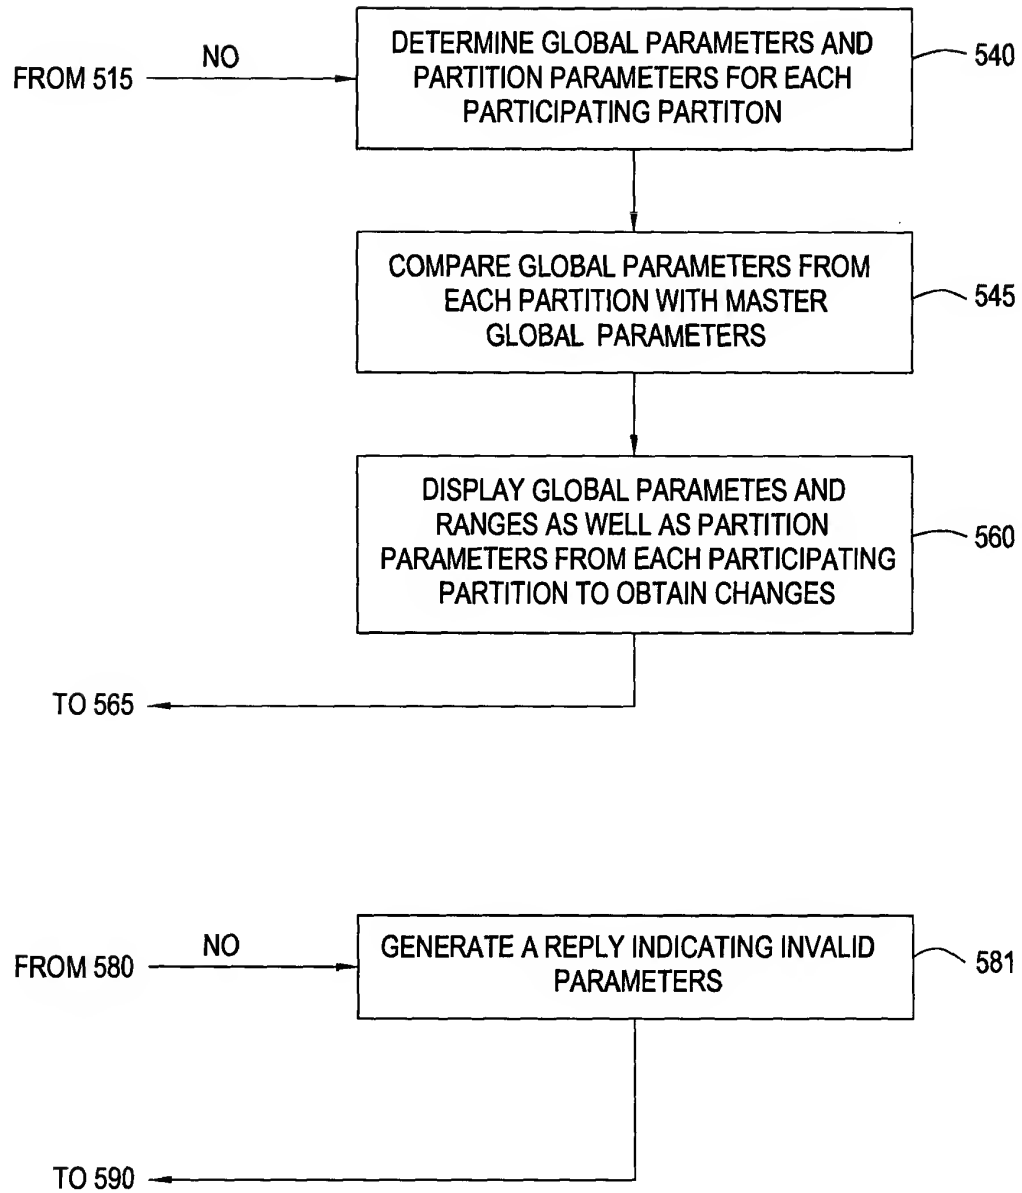 NO
FROM 515
DETERMINE GLOBAL PARAMETERS AND
PARTITION PARAMETERS FOR EACH
PARTICIPATING PARTITON
540
COMPARE GLOBAL PARAMETERS FROM
EACH PARTITION WITH MASTER
GLOBAL PARAMETERS
545
DISPLAY GLOBAL PARAMETES AND
RANGES AS WELL AS PARTITION
PARAMETERS FROM EACH PARTICIPATING
PARTITION TO OBTAIN CHANGES
560
TO 565
NO
FROM 580
GENERATE A REPLY INDICATING INVALID
PARAMETERS
581
TO 590